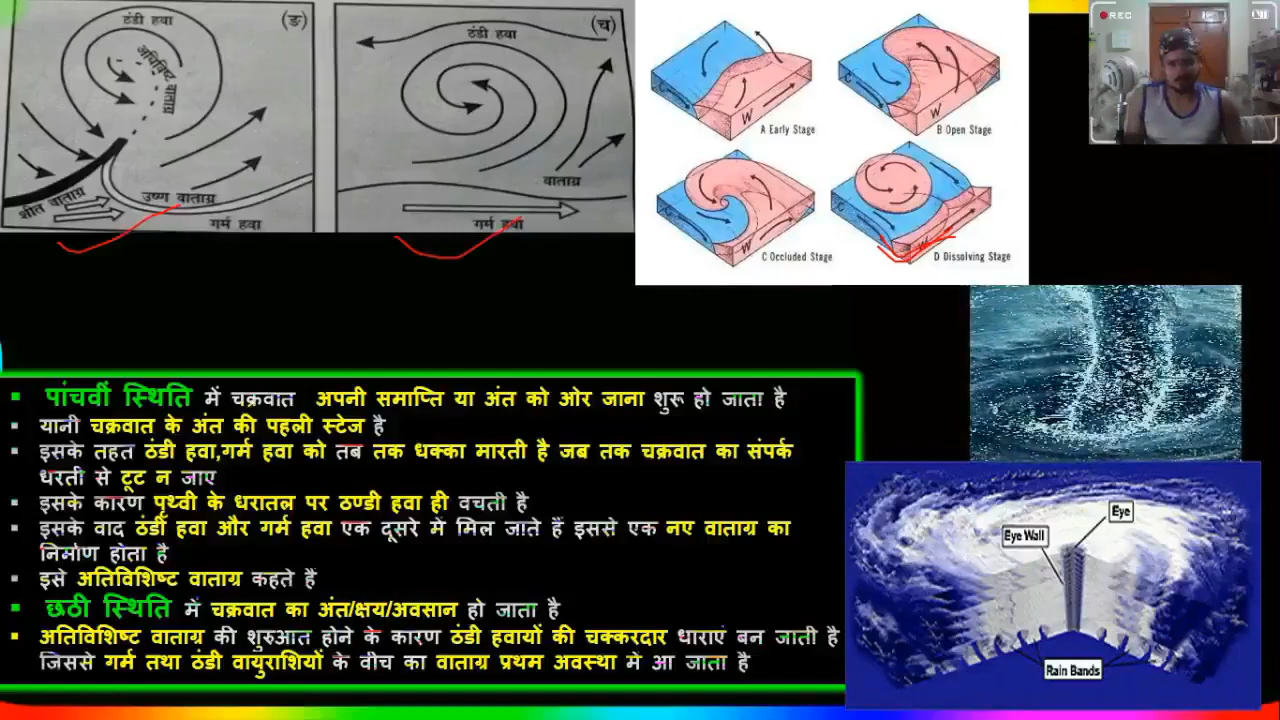 ठंडी हवा
(ङ)
अधिविष्ट वाताग्र
शीत वाताग्र
उष्ण वाताग्र
गर्म हवा
(च)
ठंडी हवा
वाताग्र
गर्म हवा
C
W
A Early Stage
C
W
B Open Stage
C
W
C Occluded Stage
C
W
D Dissolving Stage
REC
पांचवीं स्थिति में चक्रवात अपनी समाप्ति या अंत को ओर जाना शुरू हो जाता है
यानी चक्रवात के अंत की पहली स्टेज है
इसके तहत ठंडी हवा,गर्म हवा को तब तक धक्का मारती है जब तक चक्रवात का संपर्क
धरती से टूट न जाए
इसके कारण पृथ्वी के धरातल पर ठण्डी हवा ही वचती है
इसके वाद ठंडी हवा और गर्म हवा एक दूसरे में मिल जाते हैं इससे एक नए वाताग्र का
निर्माण होता है
इसे अतिविशिष्ट वाताग्र कहते हैं
छठी स्थिति में चक्रवात का अंत/क्षय/अवसान हो जाता है
अतिविशिष्ट वाताग्र की शुरुआत होने के कारण ठंडी हवायों की चक्करदार धाराएं बन जाती है
जिससे गर्म तथा ठंडी वायुराशियों के वीच का वाताग्र प्रथम अवस्था में आ जाता है
Eye
Eye Wall
Rain Bands